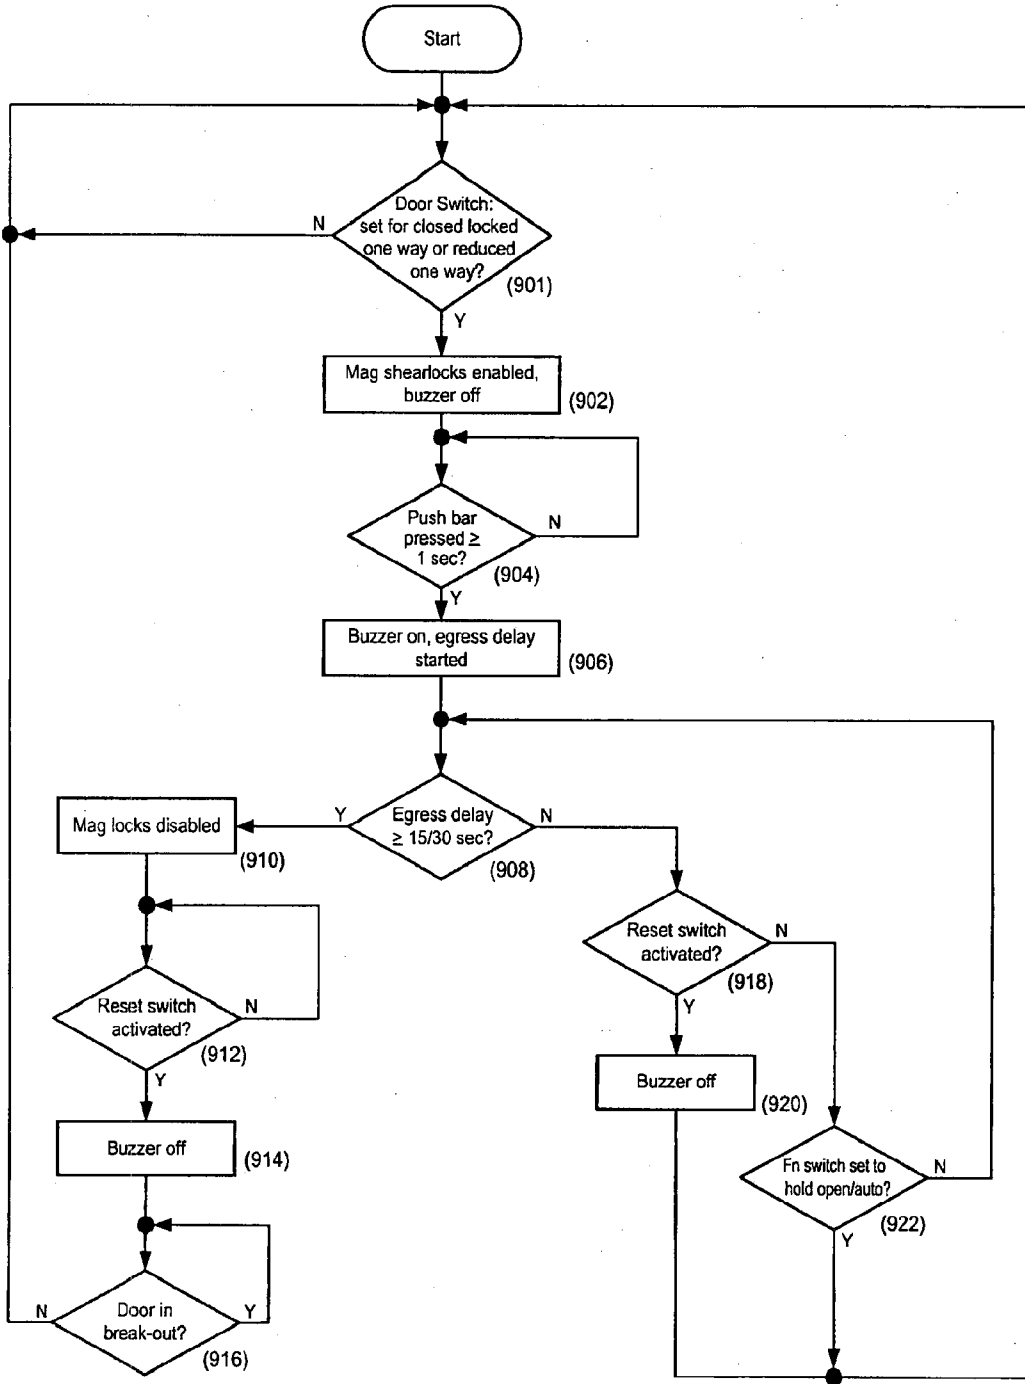 Start
Door Switch:
set for closed locked
one way or reduced
one way?
(901)
N
Y
Mag shearlocks enabled,
buzzer off
(902)
Push bar
pressed ≥
1 sec?
(904)
N
Y
Buzzer on, egress delay
started
(906)
Egress delay
≥ 15/30 sec?
(908)
Y
N
Mag locks disabled
(910)
Reset switch
activated?
(912)
N
Y
Buzzer off
(914)
Door in
break-out?
(916)
N
Y
Reset switch
activated?
(918)
N
Y
Buzzer off
(920)
Fn switch set to
hold open/auto?
(922)
N
Y